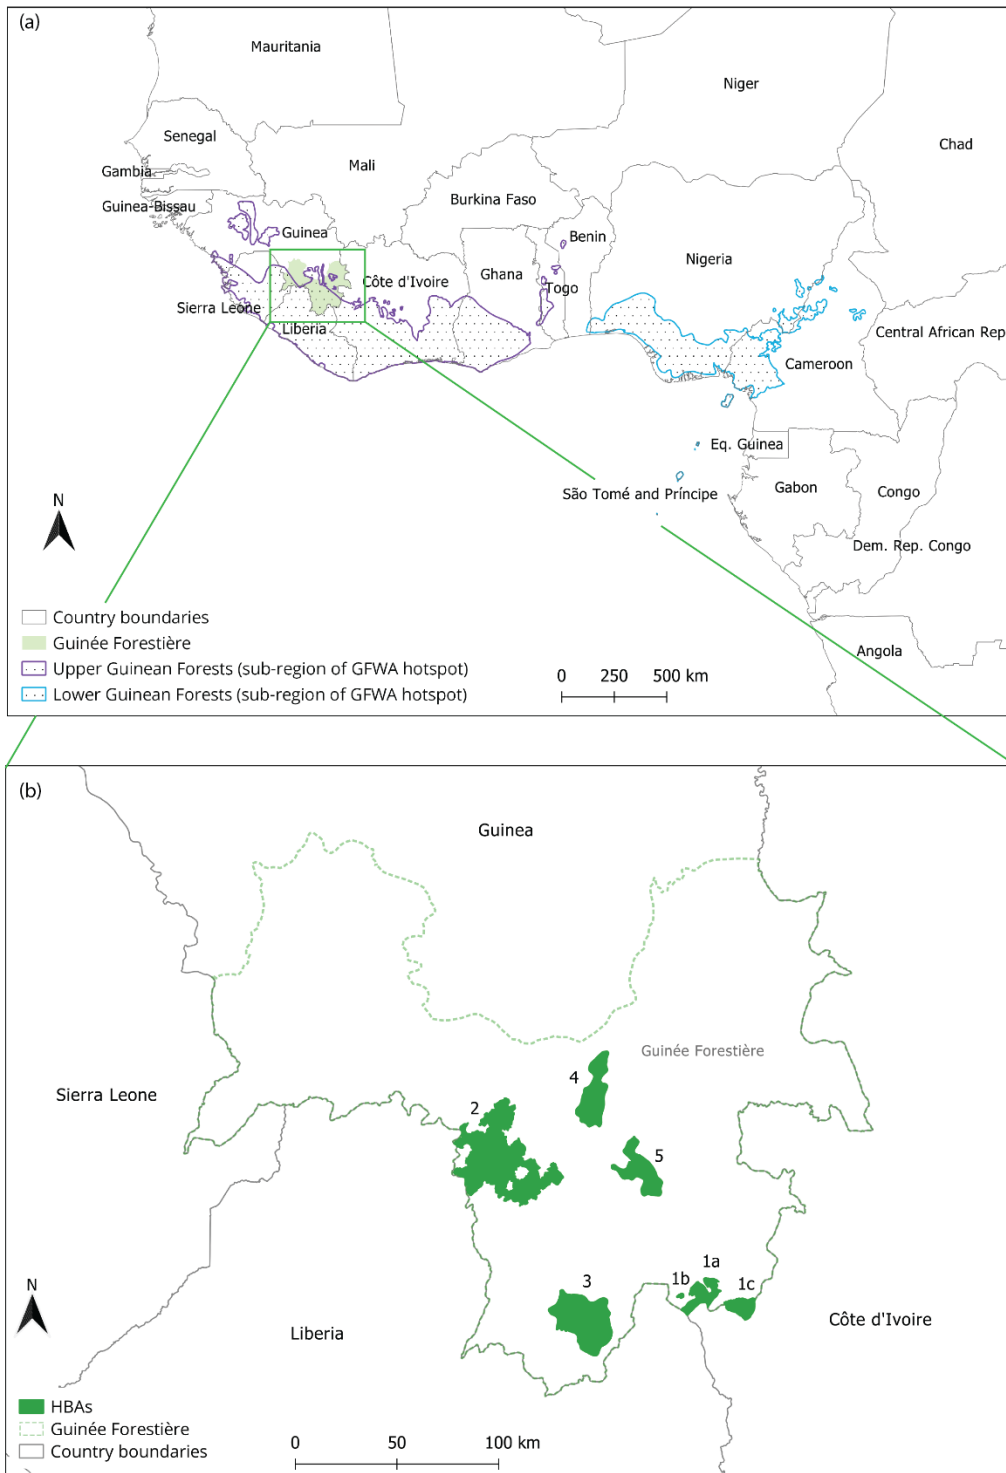 (a)
Mauritania
Niger
Senegal
Chad
Mali
Gambia
Burkina Faso
Guinea-Bissau
Guinea
Benin
Nigeria
Côte d'Ivoire
Ghana
Togo
Sierra Leone
Liberia
Central African Rep
Cameroon
Eq. Guinea
Gabon
Congo
São Tomé and Príncipe
N
Dem. Rep. Congo
Country boundaries
Guinée Forestière
Angola
Upper Guinean Forests (sub-region of GFWA hotspot)
Lower Guinean Forests (sub-region of GFWA hotspot)
0 250 500 km
(b)
Guinea
Guinée Forestière
4
Sierra Leone
2
5
1a
1b
1c
3
N
Liberia
Côte d'Ivoire
HBAs
Guinée Forestière
Country boundaries
0 50 100 km